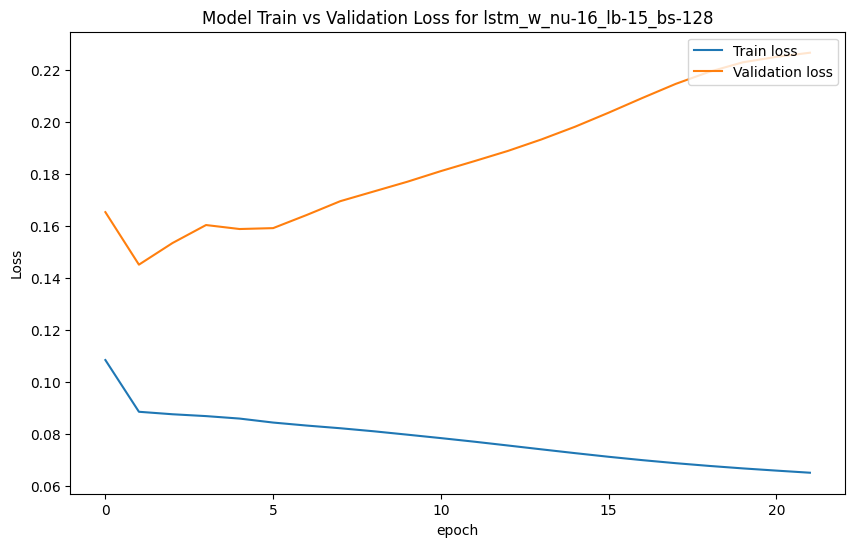 Model Train vs Validation Loss for lstm_w_nu-16_lb-15_bs-128
Train loss
Validation loss
0.22
0.20
0.18
0.16
0.14
0.12
0.10
0.08
0.06
Loss
0 5 10 15 20
epoch